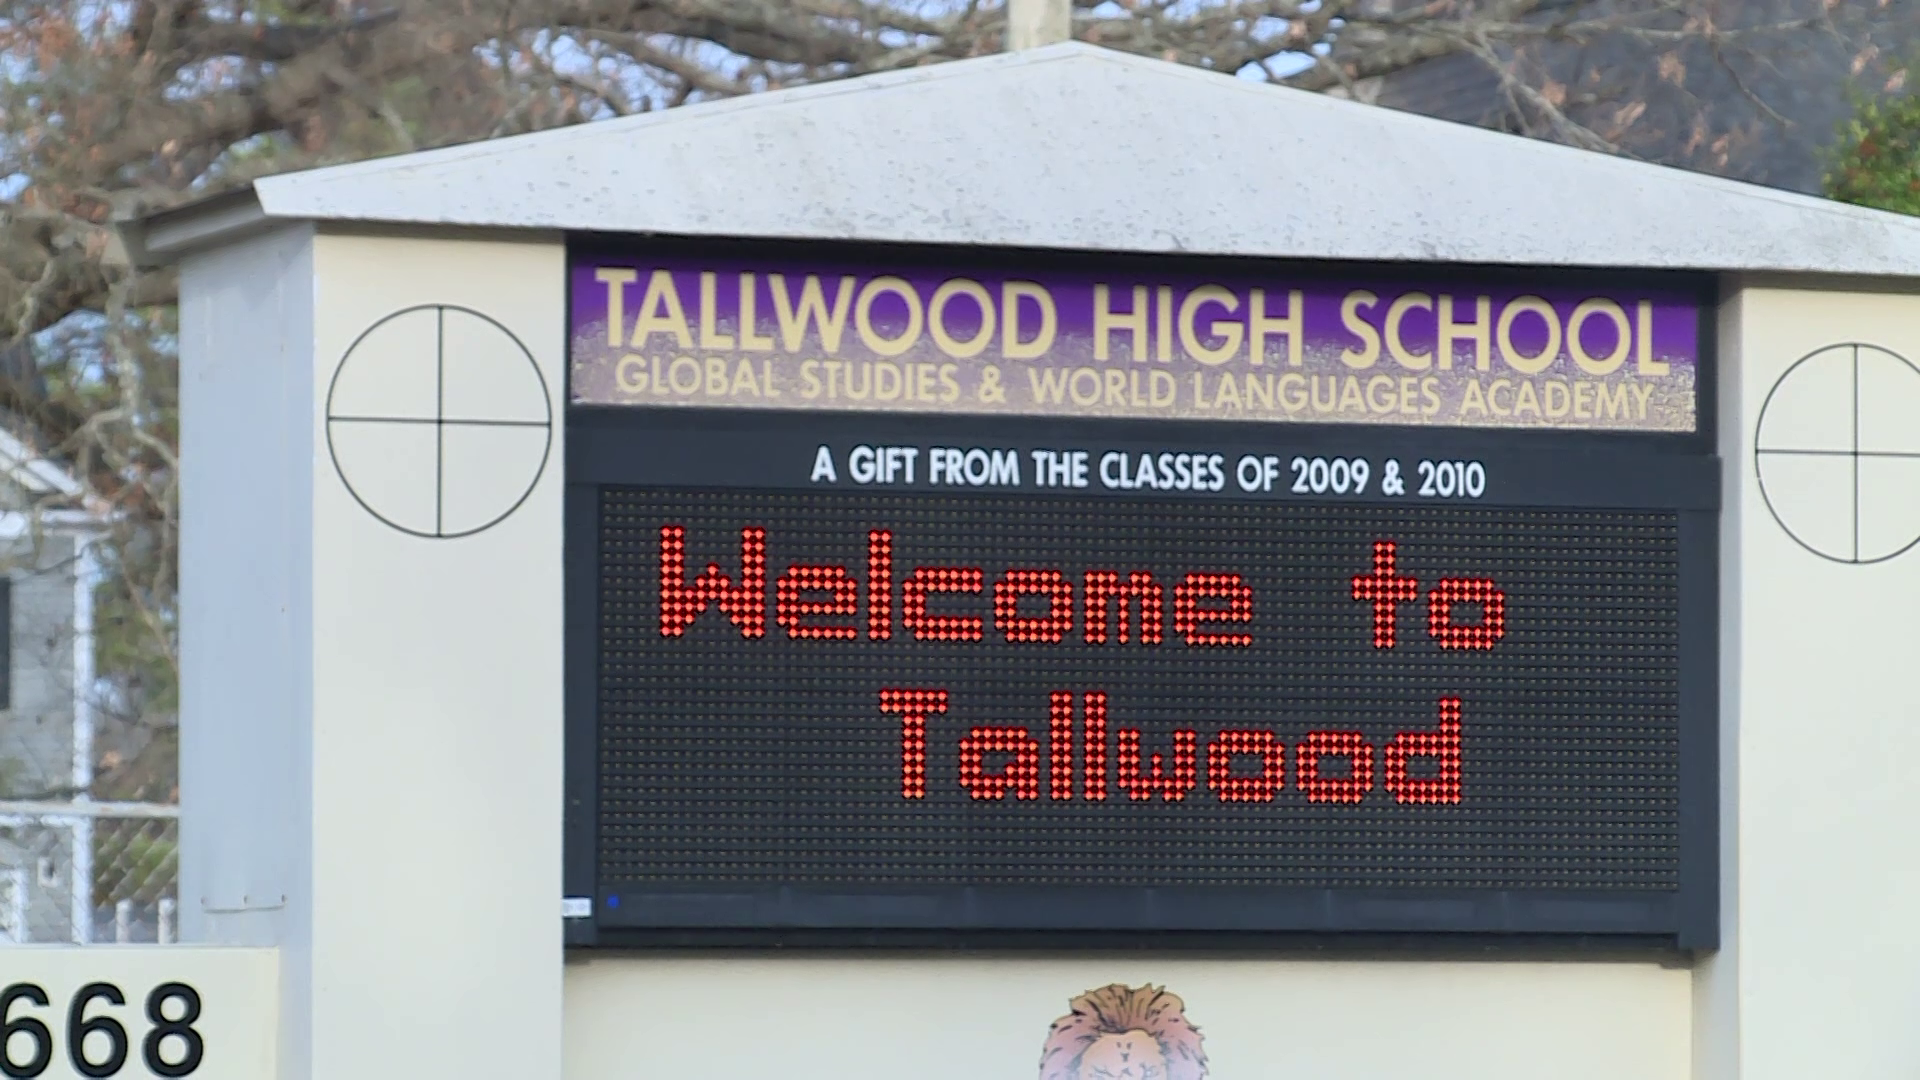 TALLWOOD HIGH SCHOOL
GLOBAL STUDIES & WORLD LANGUAGES ACADEMY
A GIFT FROM THE CLASSES OF 2009 & 2010
Welcome to
Tallwood
668